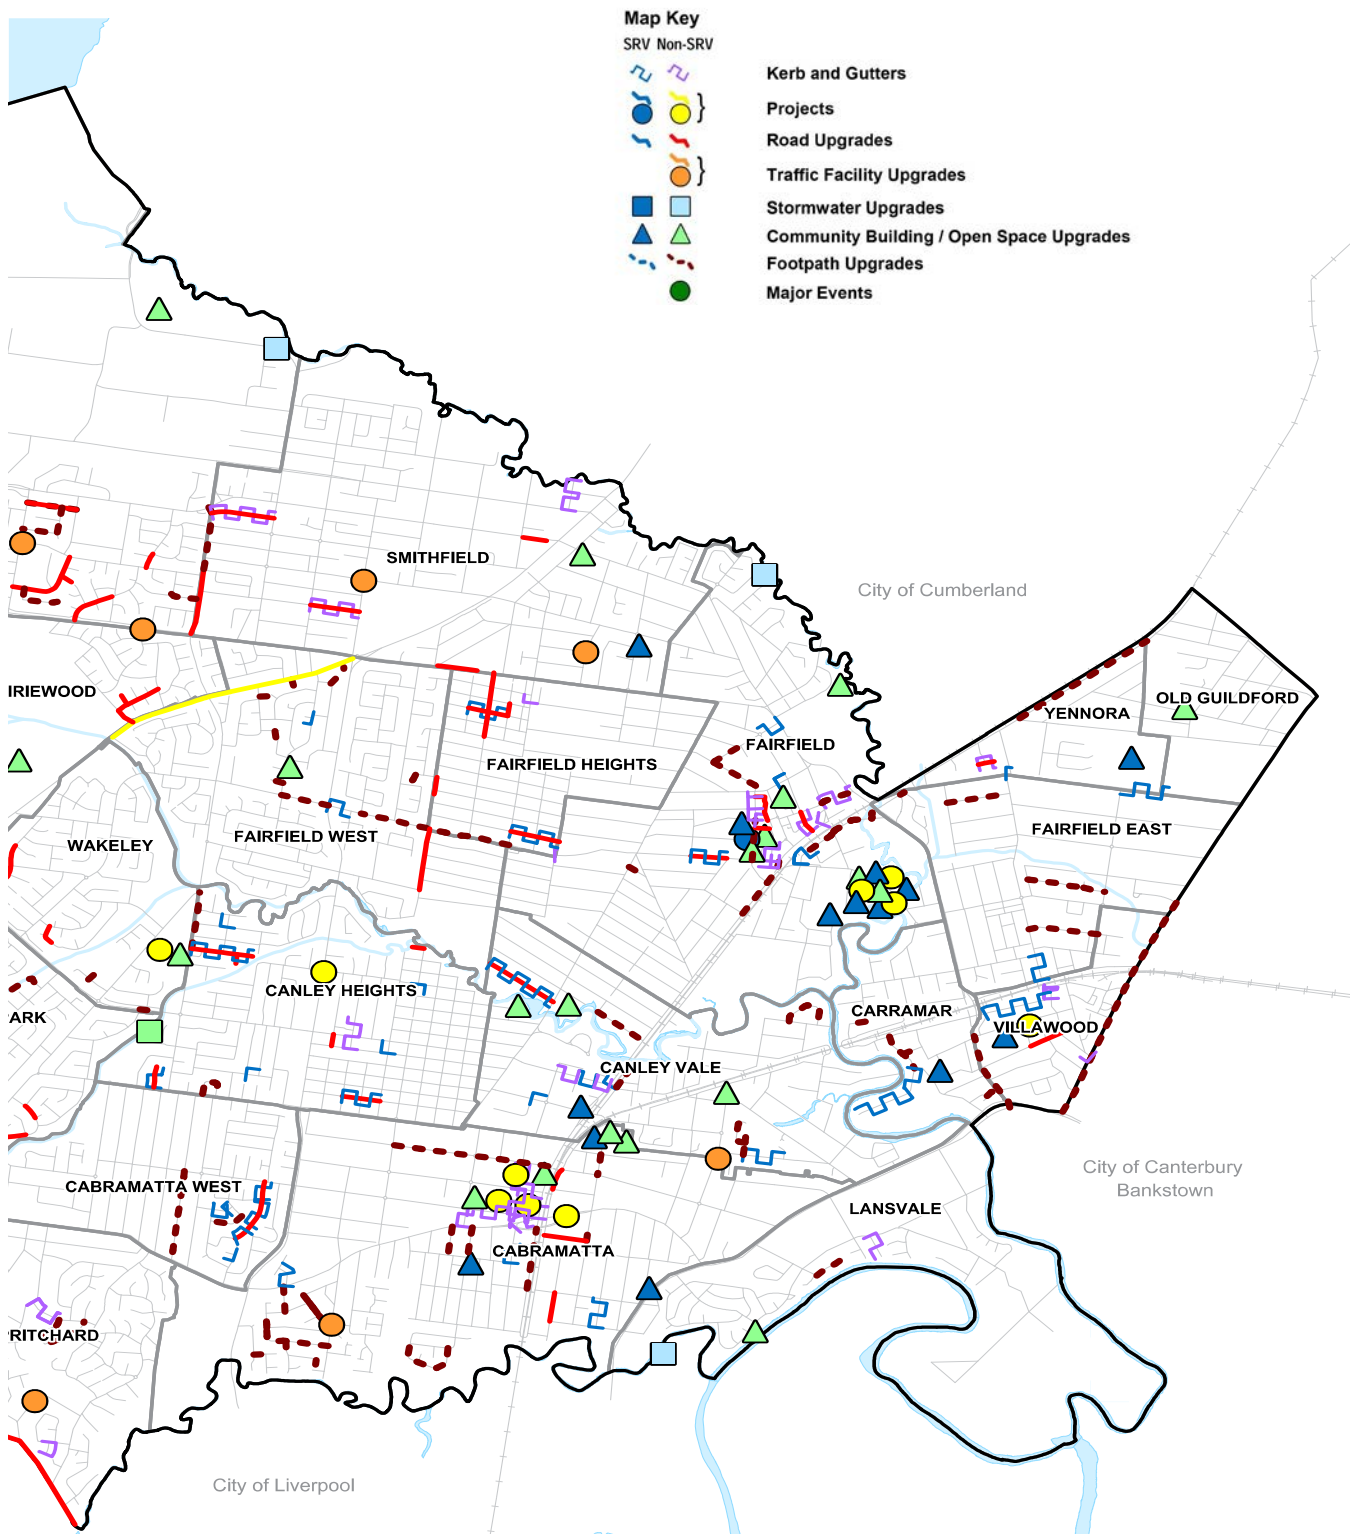 Map Key
SRV Non-SRV
Kerb and Gutters
Projects
Road Upgrades
Traffic Facility Upgrades
Stormwater Upgrades
Community Building / Open Space Upgrades
Footpath Upgrades
Major Events
SMITHFIELD
City of Cumberland
IRIEWOOD
OLD GUILDFORD
YENNORA
FAIRFIELD
FAIRFIELD HEIGHTS
FAIRFIELD EAST
FAIRFIELD WEST
WAKELEY
CANLEY HEIGHTS
ARK
CARRAMAR
VILLAWOOD
CANLEY VALE
City of Canterbury
Bankstown
CABRAMATTA WEST
LANSVALE
CABRAMATTA
RITCHARD
City of Liverpool